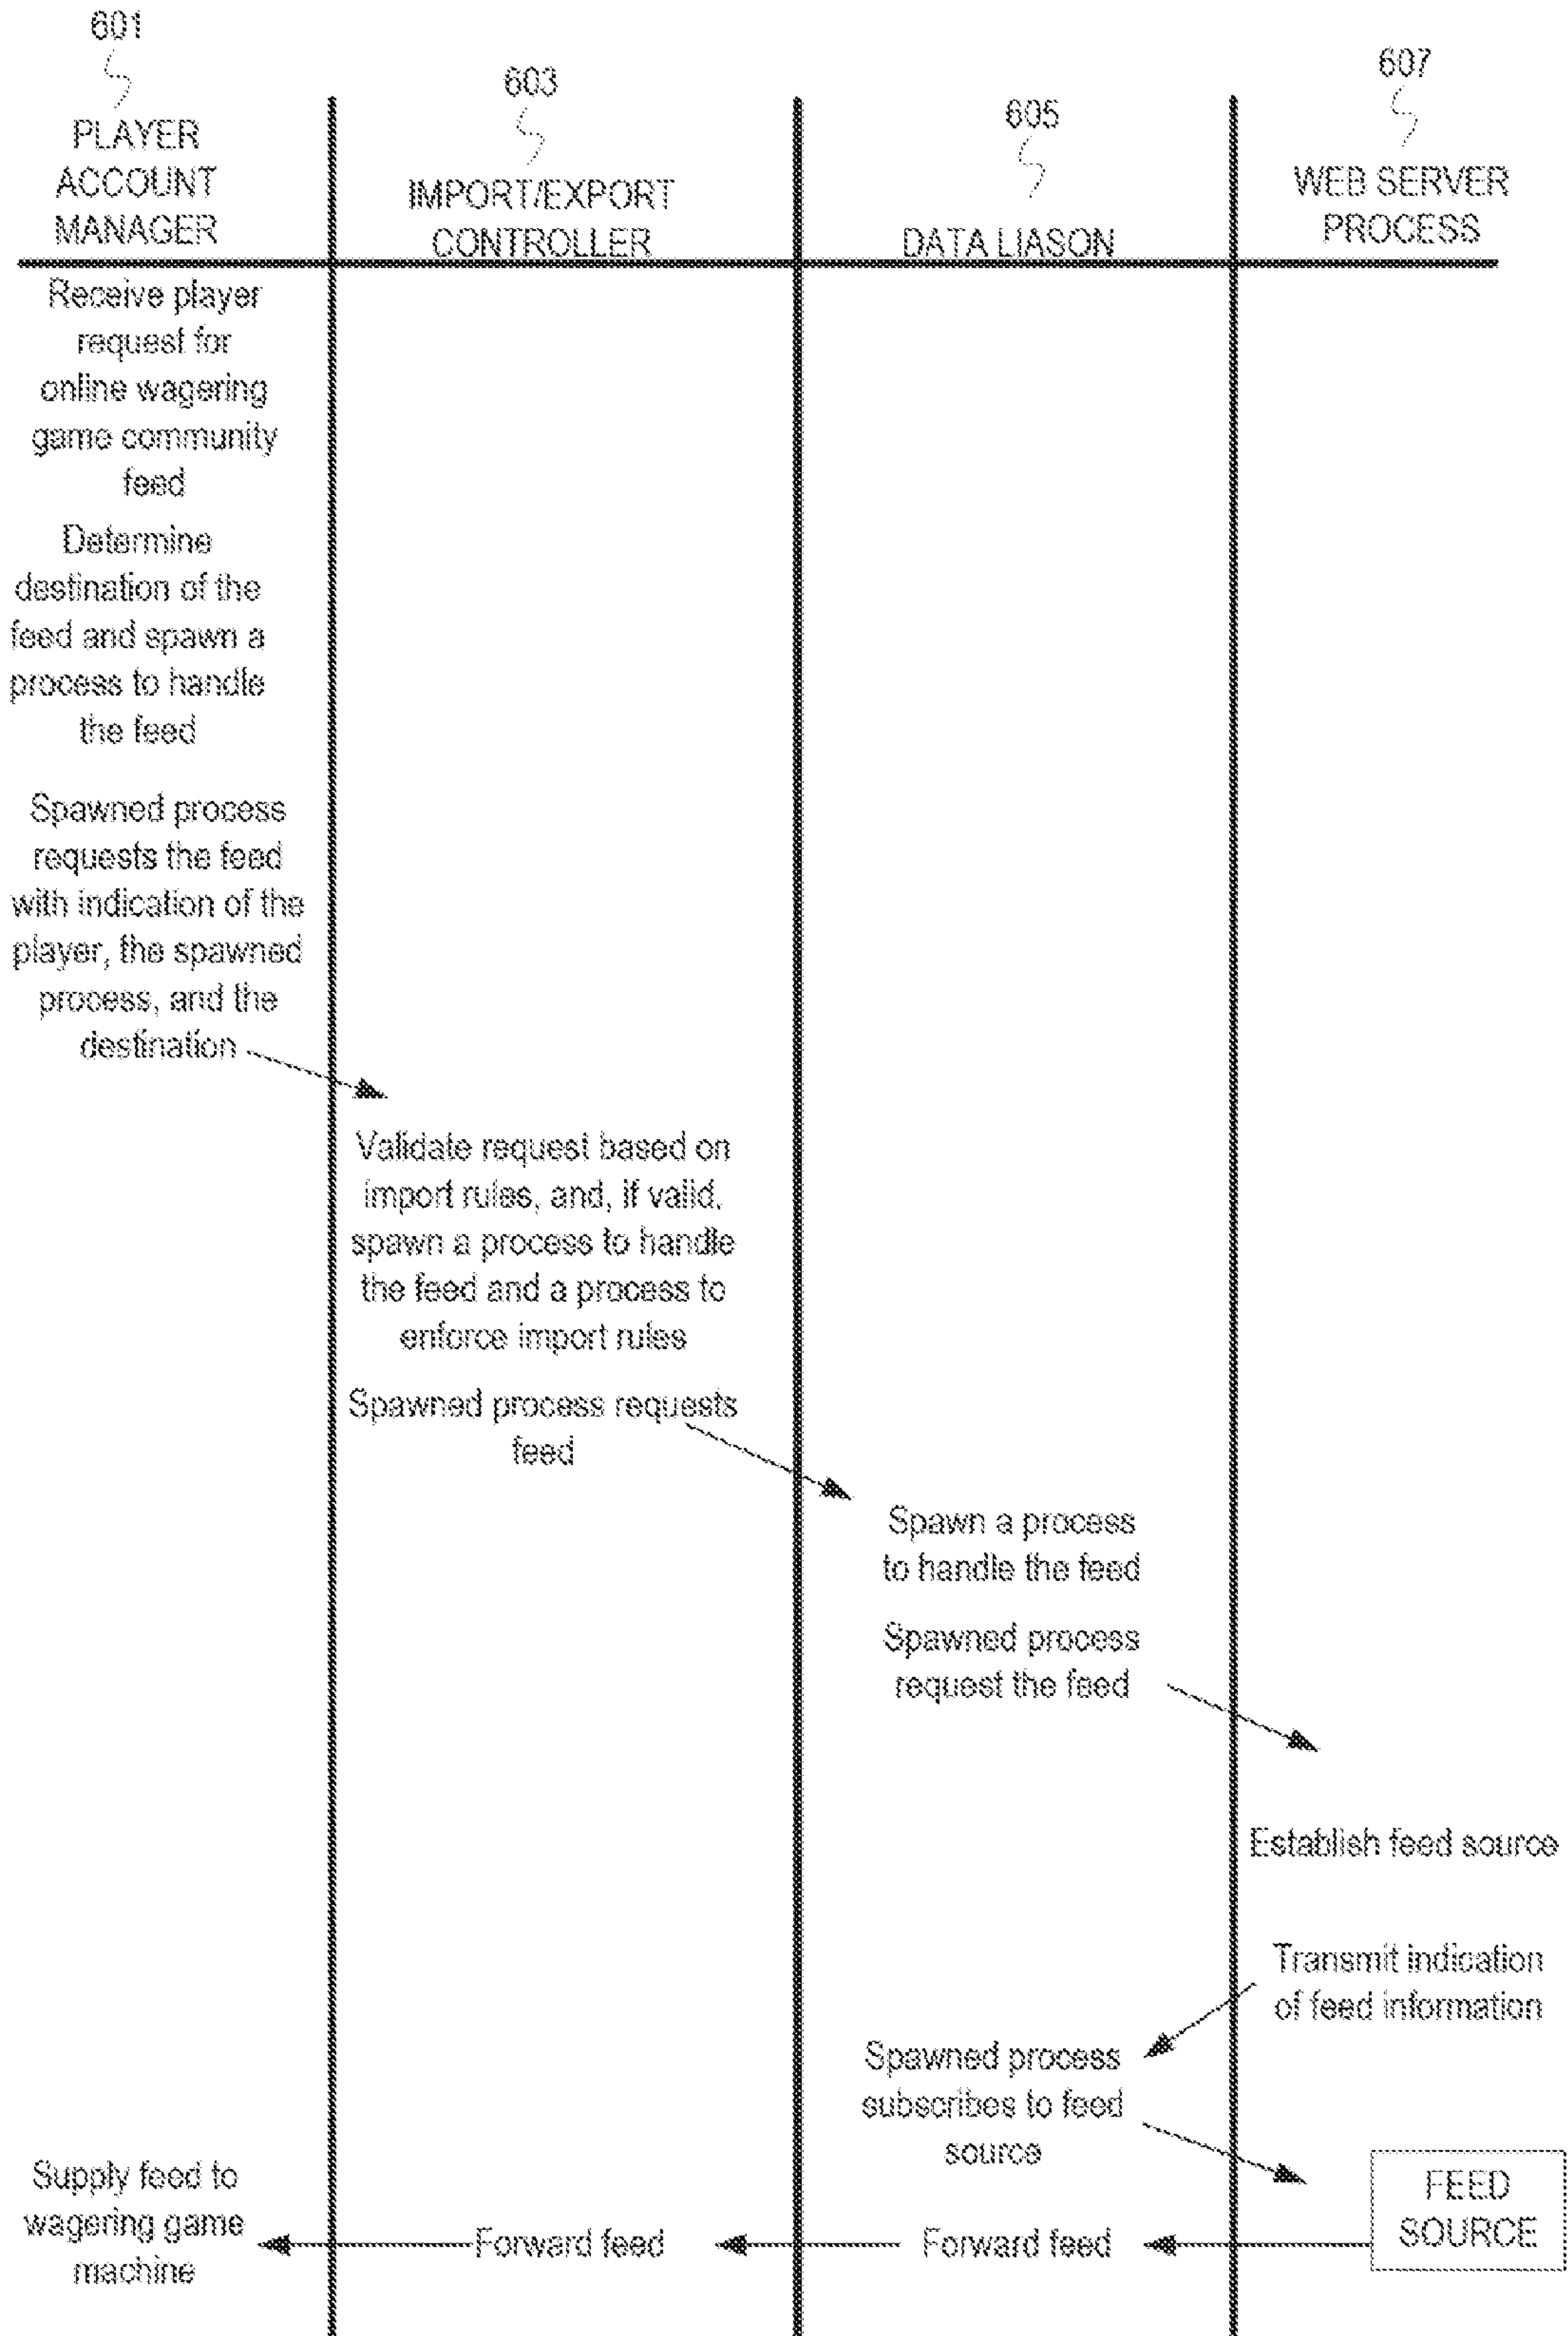 601
PLAYER
ACCOUNT
MANAGER
603
IMPORT/EXPORT
CONTROLLER
605
DATA LIASON
607
WEB SERVER
PROCESS
Receive player
request for
online wagering
game community
feed
Determine
destination of the
feed and spawn a
process to handle
the feed
Spawned process
requests the feed
with indication of the
player, the spawned
process, and the
destination
Validate request based on
import rules, and, if valid,
spawn a process to handle
the feed and a process to
enforce import rules
Spawned process requests
feed
Spawn a process
to handle the feed
Spawned process
request the feed
Establish feed source
Transmit indication
of feed information
Spawned process
subscribes to feed
source
FEED
SOURCE
Forward feed
Forward feed
Supply feed to
wagering game
machine